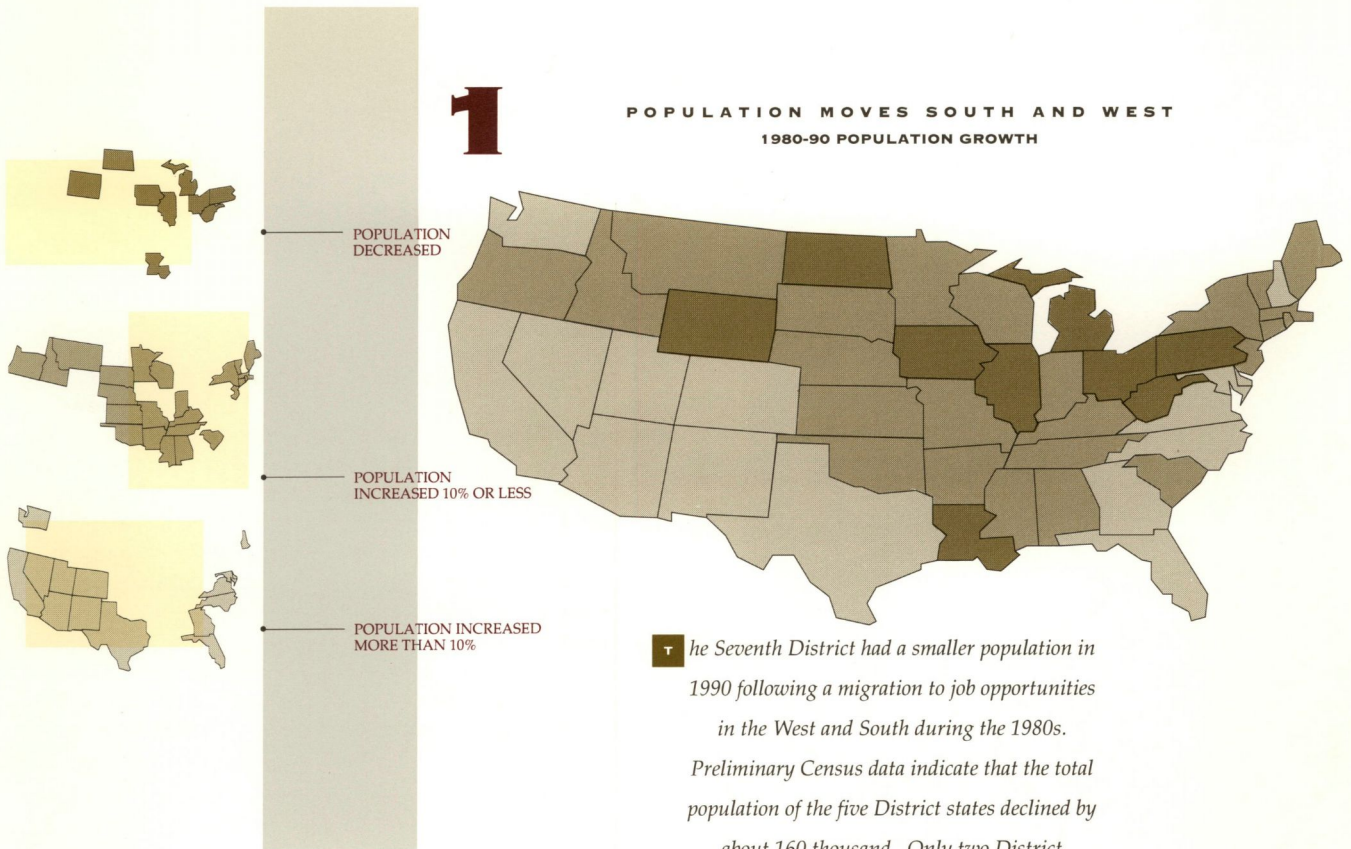 1
POPULATION MOVES SOUTH AND WEST
1980-90 POPULATION GROWTH
POPULATION
DECREASED
POPULATION
INCREASED 10% OR LESS
POPULATION INCREASED
MORE THAN 10%
The Seventh District had a smaller population in
1990 following a migration to job opportunities
in the West and South during the 1980s.
Preliminary Census data indicate that the total
population of the five District states declined by
about 160 thousand. Only two District